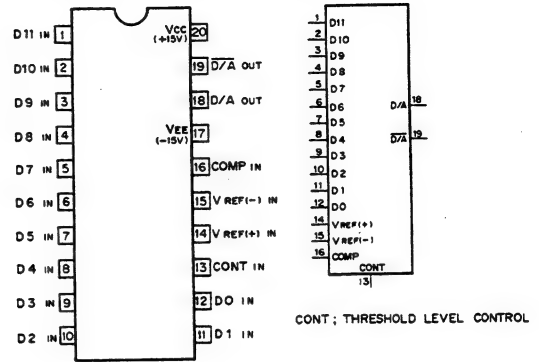 D11 IN 1
D10 IN 2
D9 IN 3
D8 IN 4
D7 IN 5
D6 IN 6
D5 IN 7
D4 IN 8
D3 IN 9
D2 IN 10
VCC 20
(+15V)
19 D/A OUT
18 D/A OUT
VEE 17
(-15V)
16 COMP IN
15 V REF(-) IN
14 V REF(+) IN
13 CONT IN
12 D0 IN
11 D1 IN
1 D11
2 D10
3 D9
4 D8
5 D7
6 D6
7 D5
8 D4
9 D3
10 D2
11 D1
12 D0
14 V REF(+)
15 V REF(-)
16 COMP
CONT
13
D/A 18
D/A 19
CONT ; THRESHOLD LEVEL CONTROL